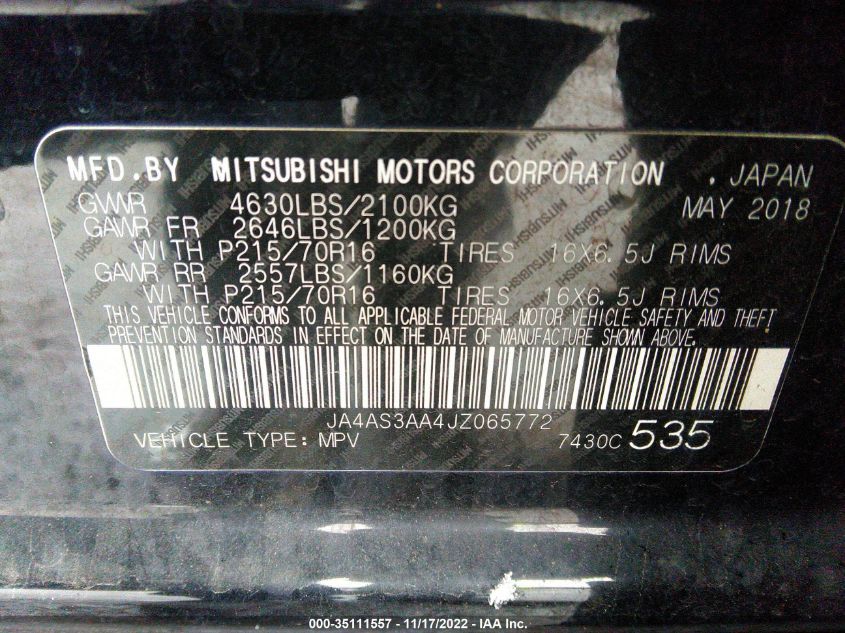 MFD.BY MITSUBISHI MOTORS CORPORATION . JAPAN
GVWR 4630LBS/2100KG MAY 2018
GAWR FR 2646LBS/1200KG
WITH P215/70R16 TIRES 16X6.5J RIMS
GAWR RR 2557LBS/1160KG
WITH P215/70R16 TIRES 16X6.5J RIMS
THIS VEHICLE CONFORMS TO ALL APPLICABLE FEDERAL MOTOR VEHICLE SAFETY AND THEFT
PREVENTION STANDARDS IN EFFECT ON THE DATE OF MANUFACTURE SHOWN ABOVE.
JA4AS3AA4JZ065772
VEHICLE TYPE: MPV 7430C 535
000-35111557 - 11/17/2022 - IAA Inc.